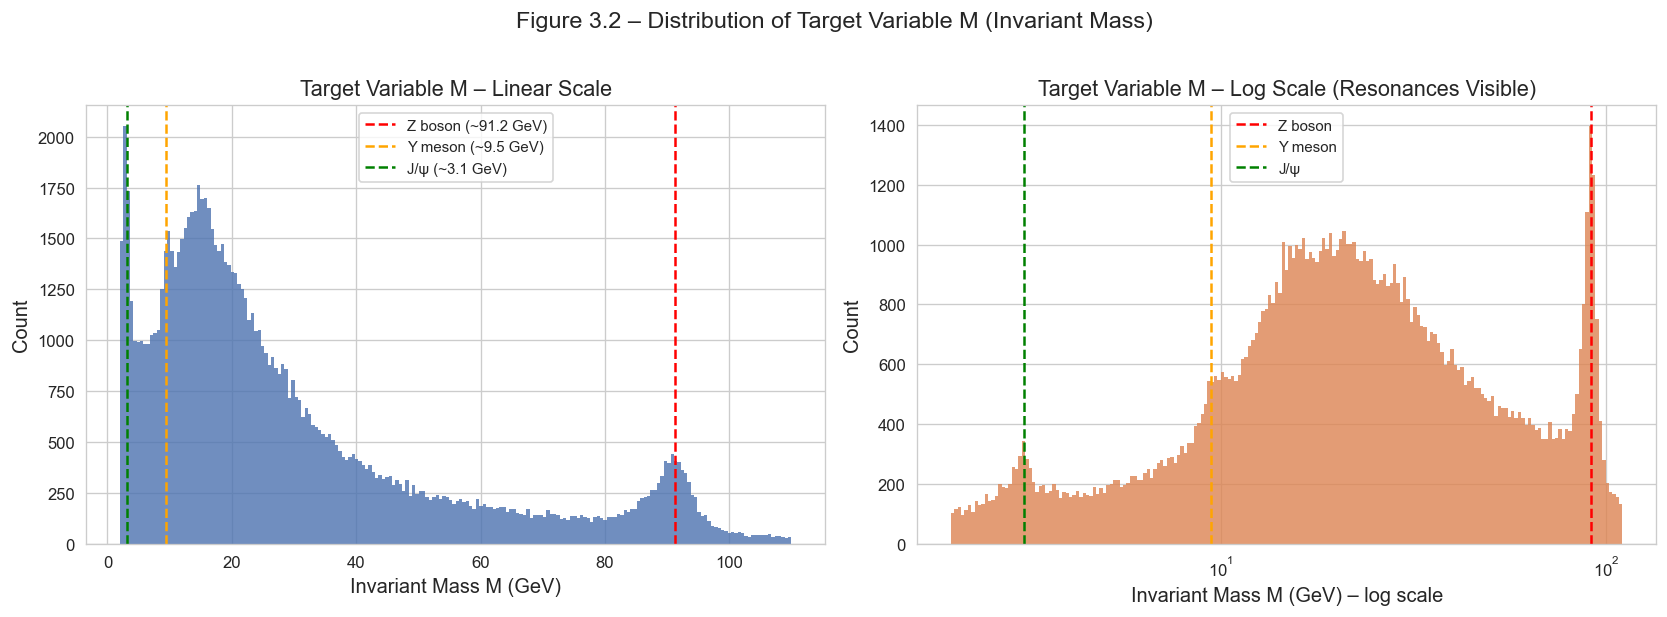 Figure 3.2 – Distribution of Target Variable M (Invariant Mass)
Target Variable M – Linear Scale
Z boson (~91.2 GeV)
Y meson (~9.5 GeV)
J/ψ (~3.1 GeV)
2000
1750
1500
1250
1000
750
500
250
0
Count
0 20 40 60 80 100
Invariant Mass M (GeV)
Target Variable M – Log Scale (Resonances Visible)
Z boson
Y meson
J/ψ
1400
1200
1000
800
600
400
200
0
Count
10¹ 10²
Invariant Mass M (GeV) – log scale